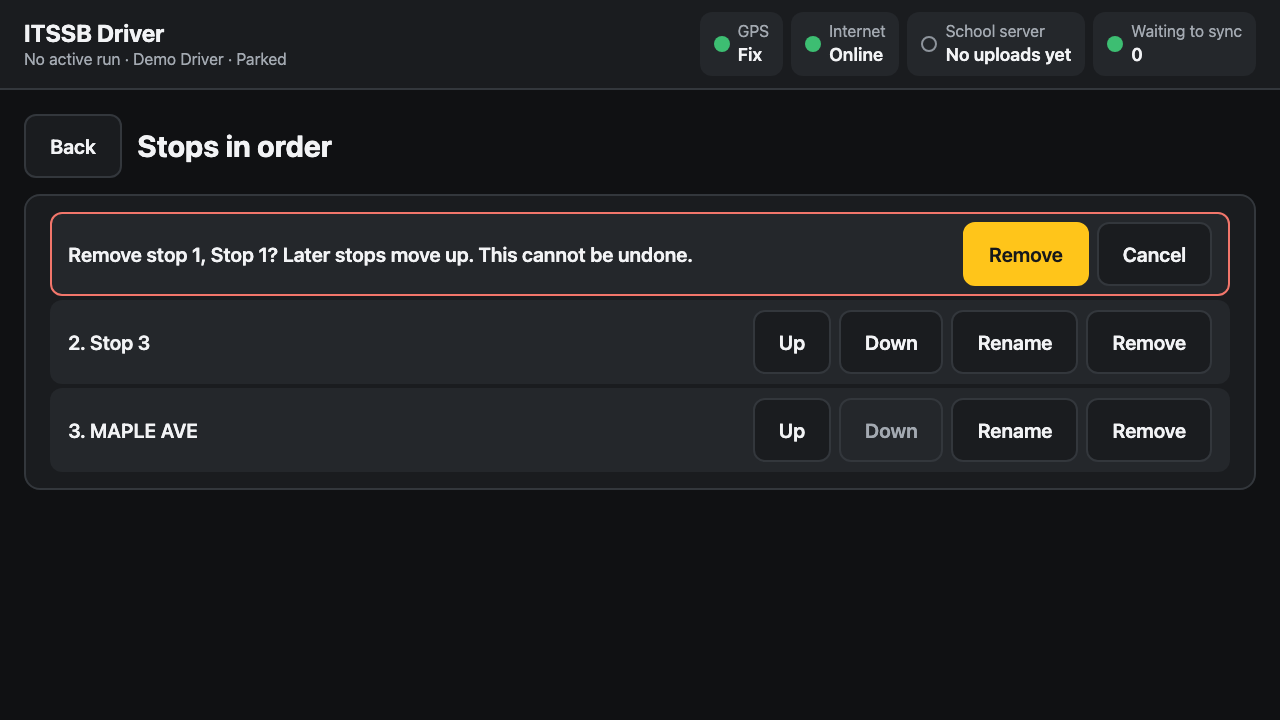 ITSSB Driver
No active run · Demo Driver · Parked
GPS
Fix
Internet
Online
School server
No uploads yet
Waiting to sync
0
Back
Stops in order
Remove stop 1, Stop 1? Later stops move up. This cannot be undone.
Remove
Cancel
2. Stop 3
Up
Down
Rename
Remove
3. MAPLE AVE
Up
Down
Rename
Remove